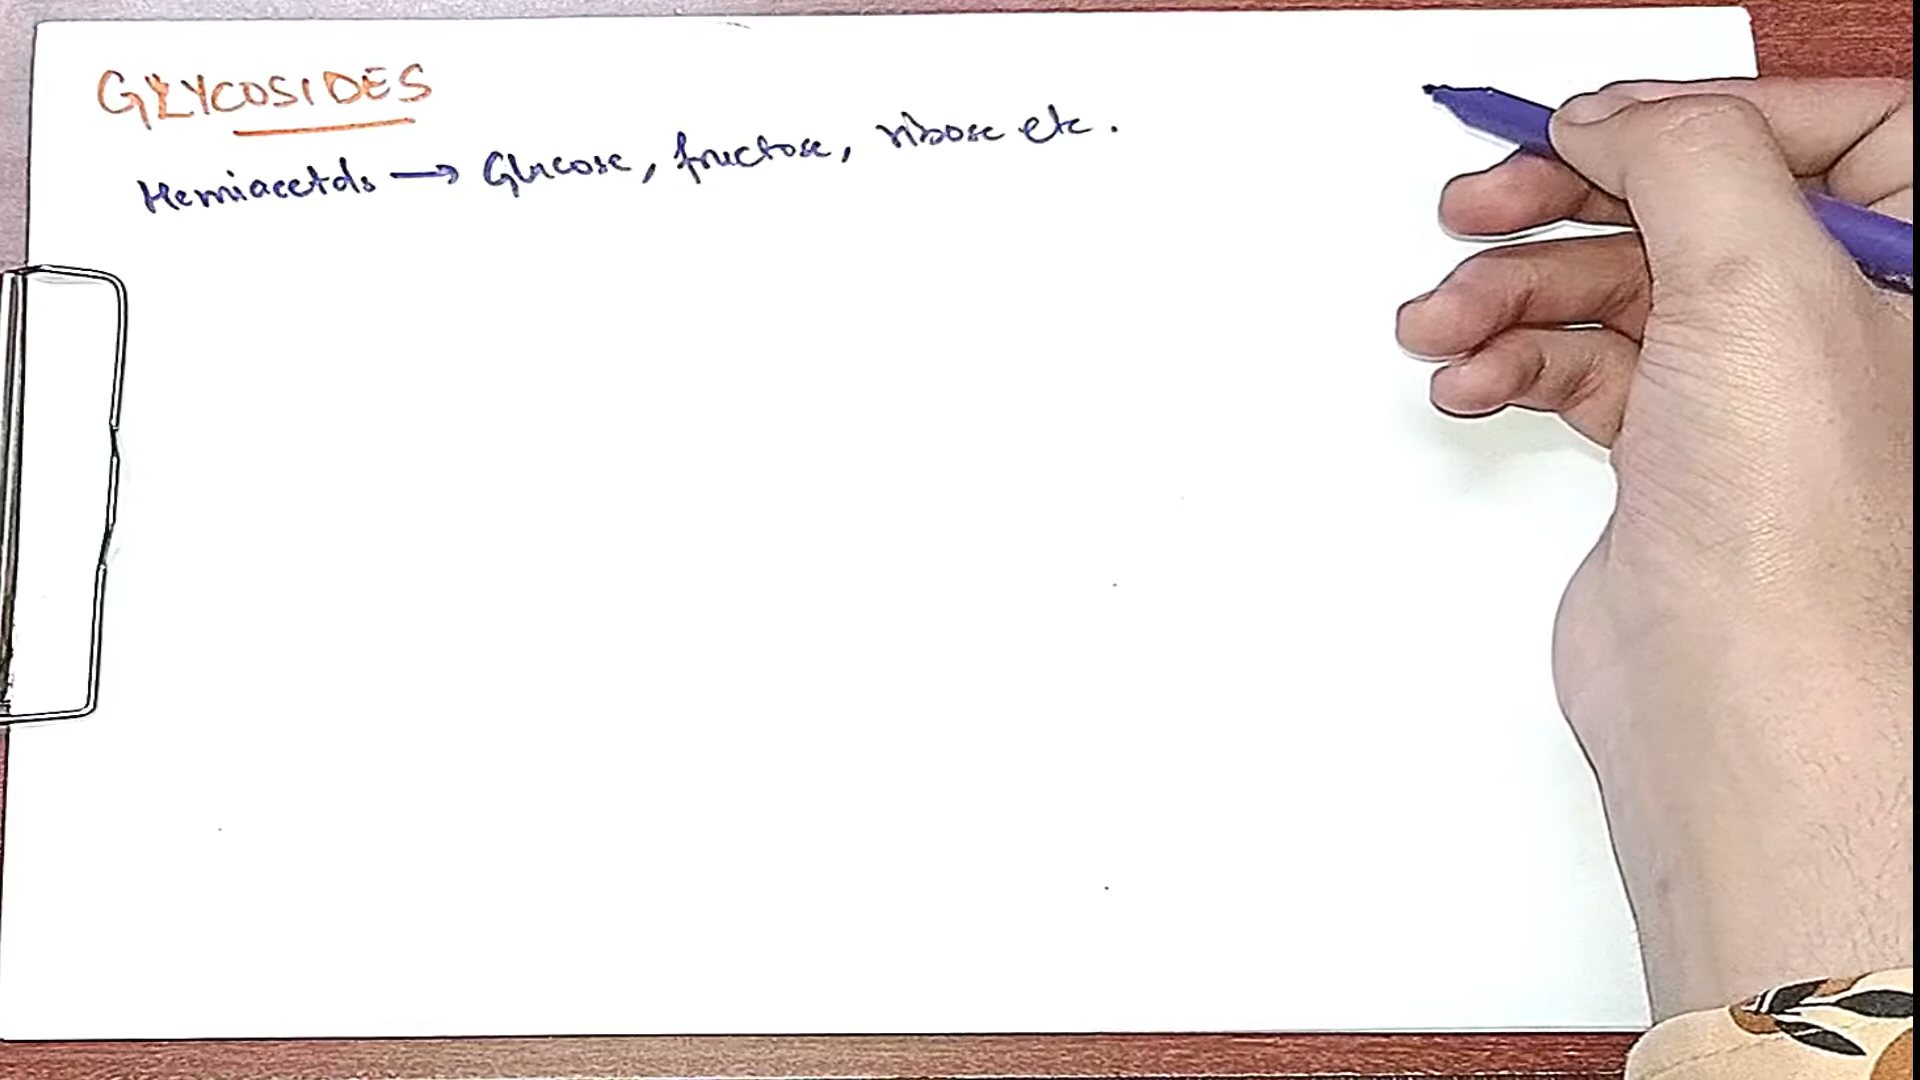 GLYCOSIDES
Hemiacetals → Glucose, fructose, ribose etc.